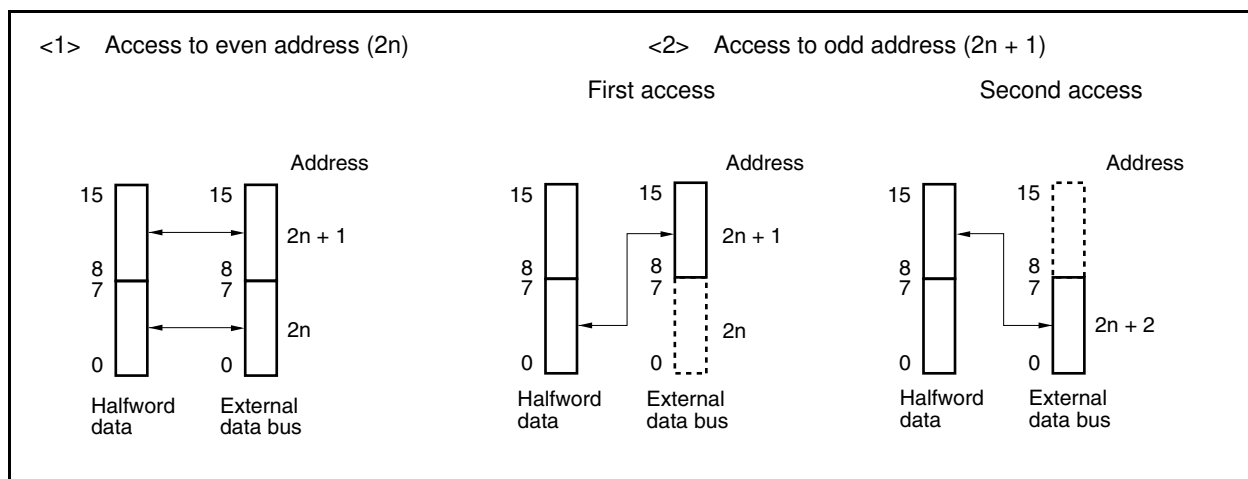 <1> Access to even address (2n)
<2> Access to odd address (2n + 1)
First access
Second access
Address
15
15
2n + 1
8
8
7
7
2n
0
0
Halfword
data
External
data bus
Address
15
15
2n + 1
8
8
7
7
2n
0
0
Halfword
data
External
data bus
Address
15
15
8
8
7
7
2n + 2
0
0
Halfword
data
External
data bus